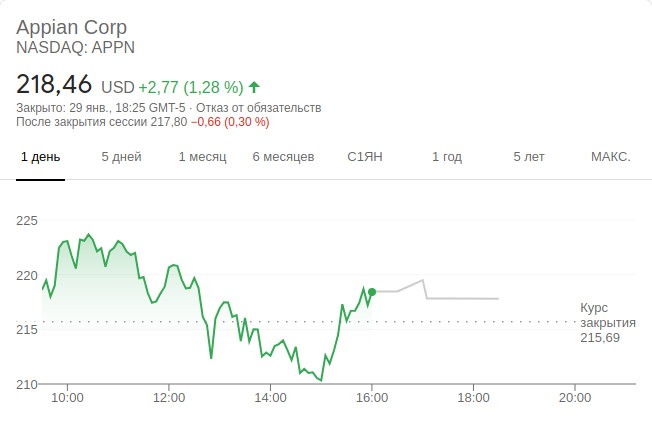 Appian Corp
NASDAQ: APPN
218,46 USD +2,77 (1,28 %)
Закрыто: 29 янв., 18:25 GMT-5 · Отказ от обязательств
После закрытия сессии 217,80 −0,66 (0,30 %)
1 день 5 дней 1 месяц 6 месяцев С1ЯН 1 год 5 лет МАКС.
225
220
215
210
Курс
закрытия
215,69
10:00 12:00 14:00 16:00 18:00 20:00